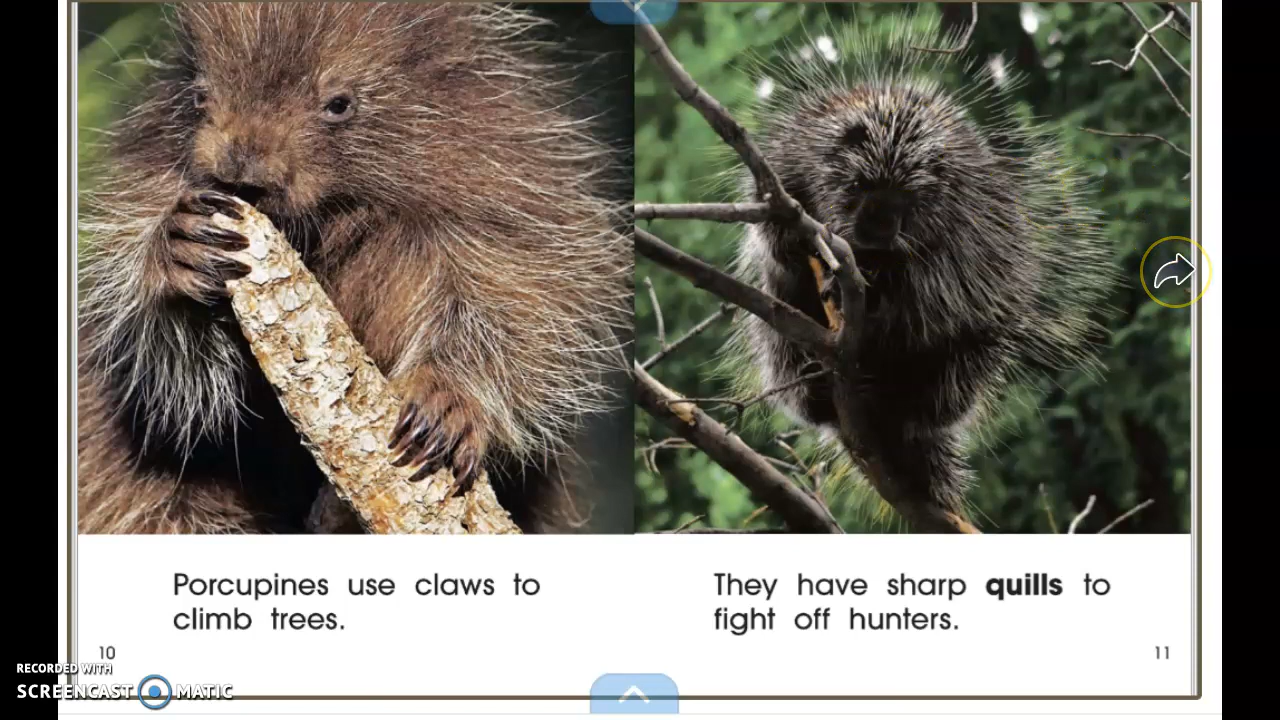 Porcupines use claws to
climb trees.
10
They have sharp quills to
fight off hunters.
11
RECORDED WITH
SCREENCAST MATIC